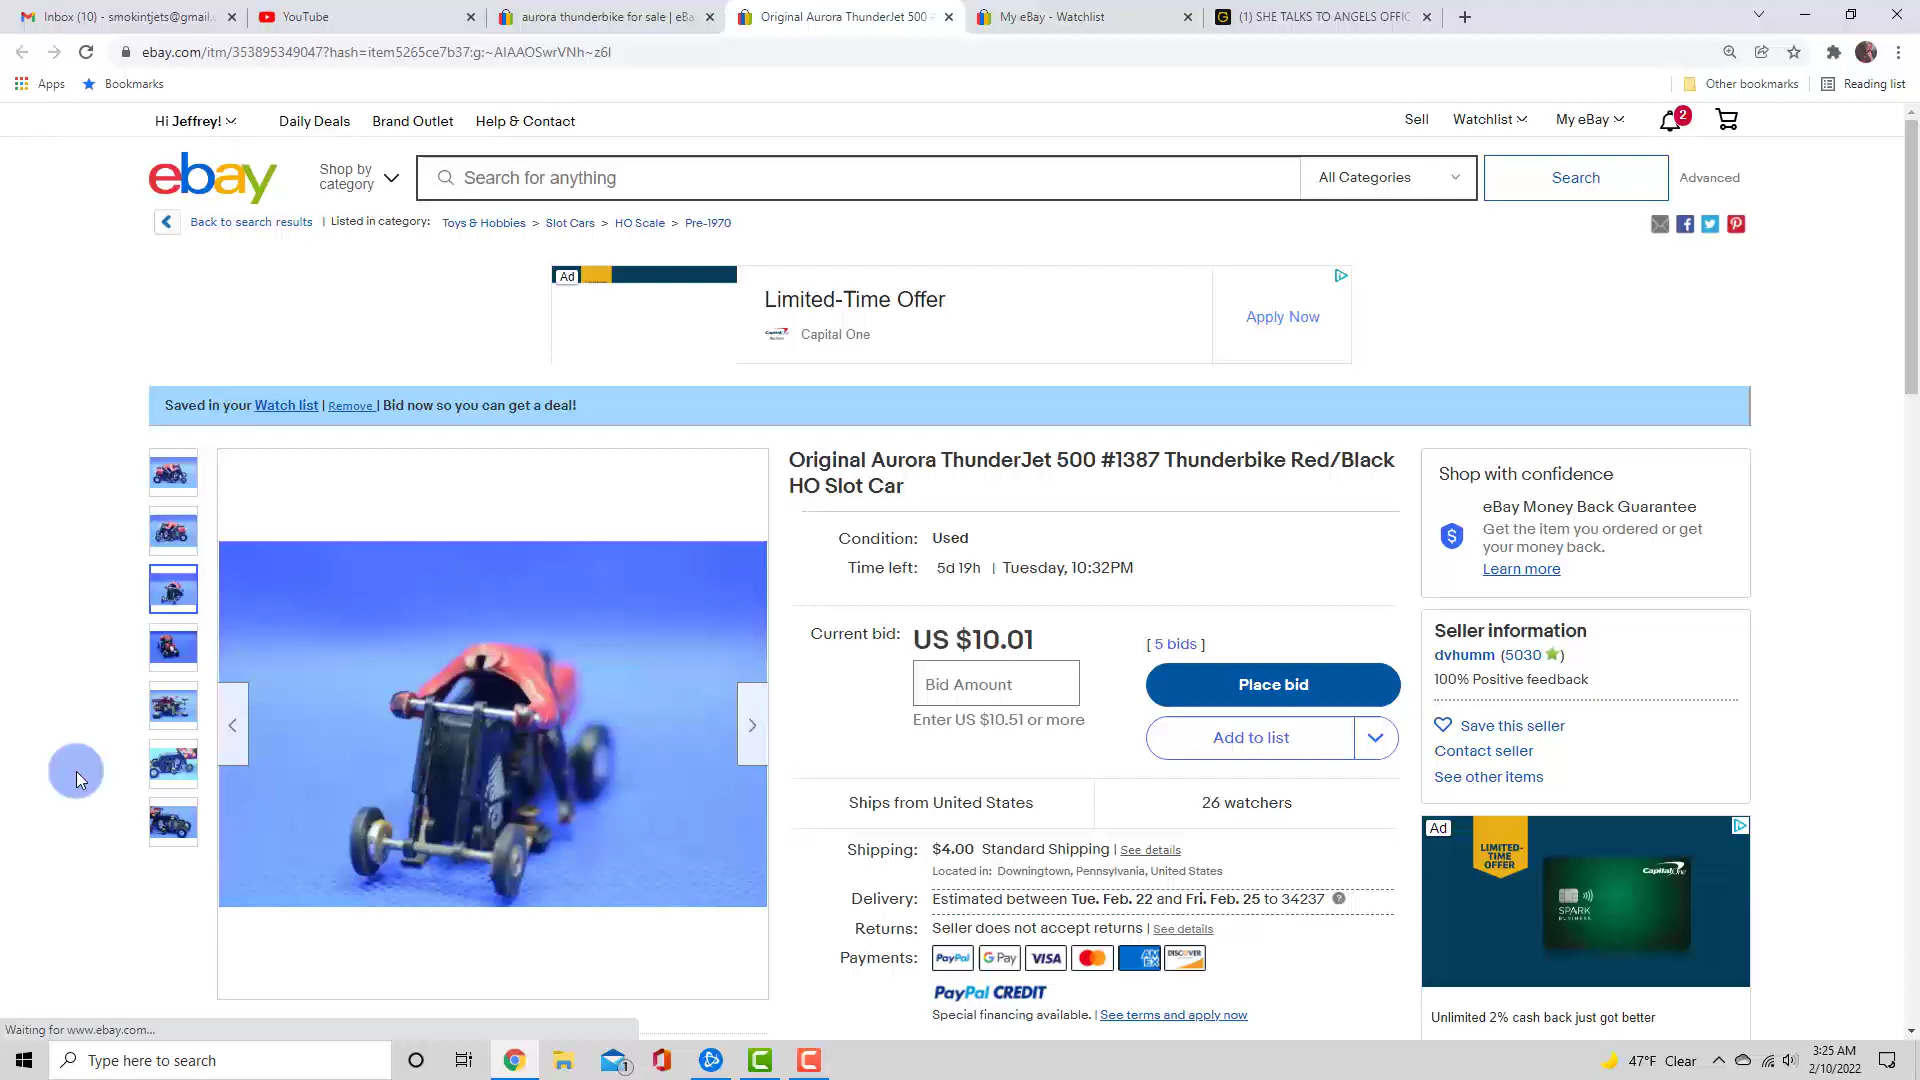 Inbox (10) - smokintjets@gmail.
YouTube
aurora thunderbike for sale | eBa
Original Aurora ThunderJet 500
My eBay - Watchlist
(1) SHE TALKS TO ANGELS OFFIC
ebay.com/itm/353895349047?hash=item5265ce7b37:g:~AIAAOSwrVNh~z6I
Apps
Bookmarks
Other bookmarks
Reading list
Hi Jeffrey!
Daily Deals
Brand Outlet
Help & Contact
Sell
Watchlist
My eBay
2
ebay
Shop by category
Search for anything
All Categories
Search
Advanced
Back to search results | Listed in category: Toys & Hobbies > Slot Cars > HO Scale > Pre-1970
Ad
Limited-Time Offer
Capital One
Apply Now
Saved in your Watch list | Remove | Bid now so you can get a deal!
Original Aurora ThunderJet 500 #1387 Thunderbike Red/Black
HO Slot Car
Condition: Used
Time left: 5d 19h | Tuesday, 10:32PM
Current bid: US $10.01
[ 5 bids ]
Bid Amount
Place bid
Enter US $10.51 or more
Add to list
Ships from United States
26 watchers
Shipping: $4.00 Standard Shipping | See details
Located in: Downingtown, Pennsylvania, United States
Delivery: Estimated between Tue. Feb. 22 and Fri. Feb. 25 to 34237
Returns: Seller does not accept returns | See details
Payments: PayPal G Pay VISA AM EX DISCOVER
PayPal CREDIT
Special financing available. | See terms and apply now
Shop with confidence
eBay Money Back Guarantee
Get the item you ordered or get
your money back.
Learn more
Seller information
dvhumm (5030)
100% Positive feedback
Save this seller
Contact seller
See other items
Ad
LIMITED-
TIME
OFFER
Capital One
SPARK
BUSINESS
Unlimited 2% cash back just got better
Waiting for www.ebay.com...
Type here to search
1
47°F Clear
3:25 AM
2/10/2022